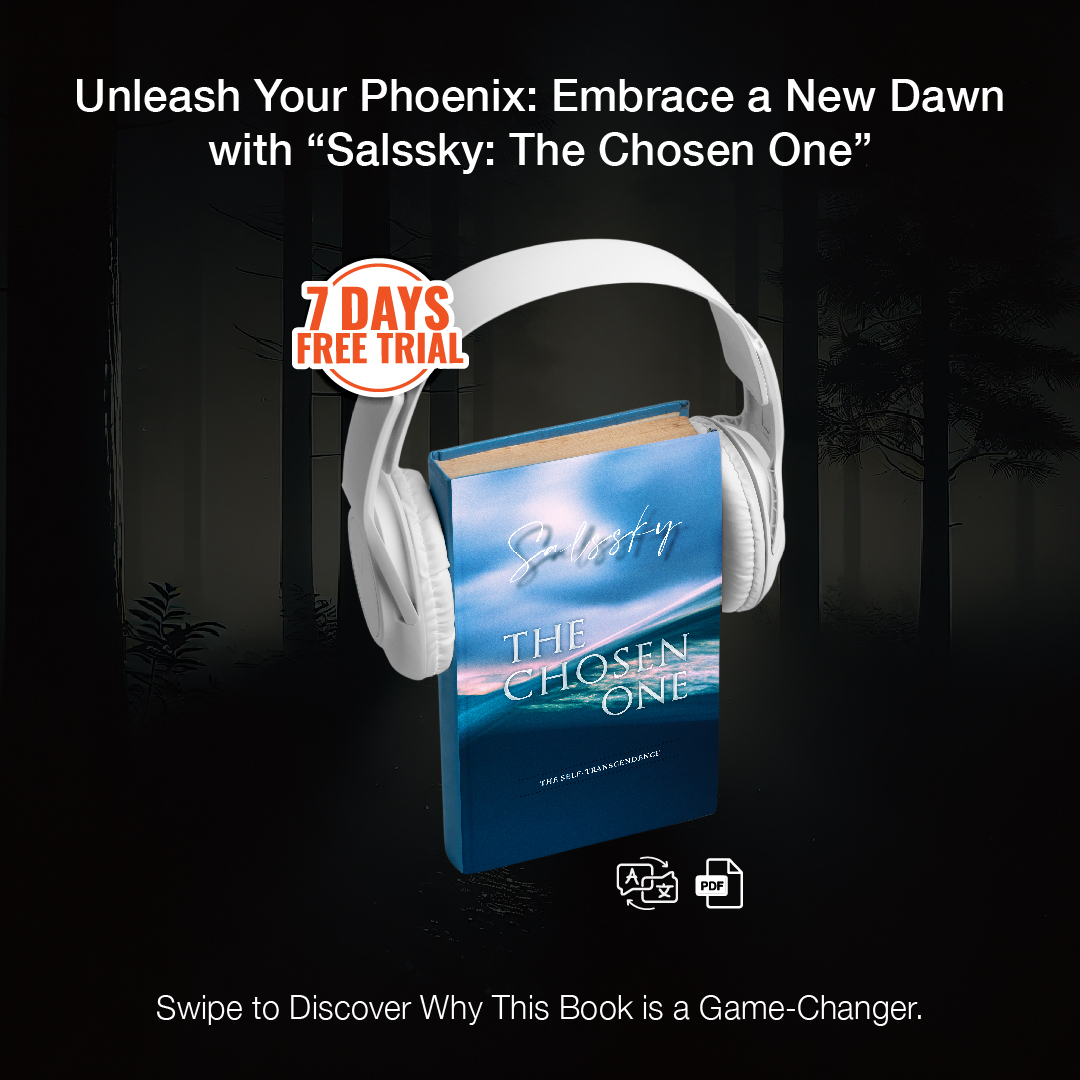 Unleash Your Phoenix: Embrace a New Dawn
with “Salssky: The Chosen One”
7 DAYS
FREE TRIAL
Salssky
THE
CHOSEN
ONE
THE SELF-TRANSCENDENCE
A 文
PDF
Swipe to Discover Why This Book is a Game-Changer.